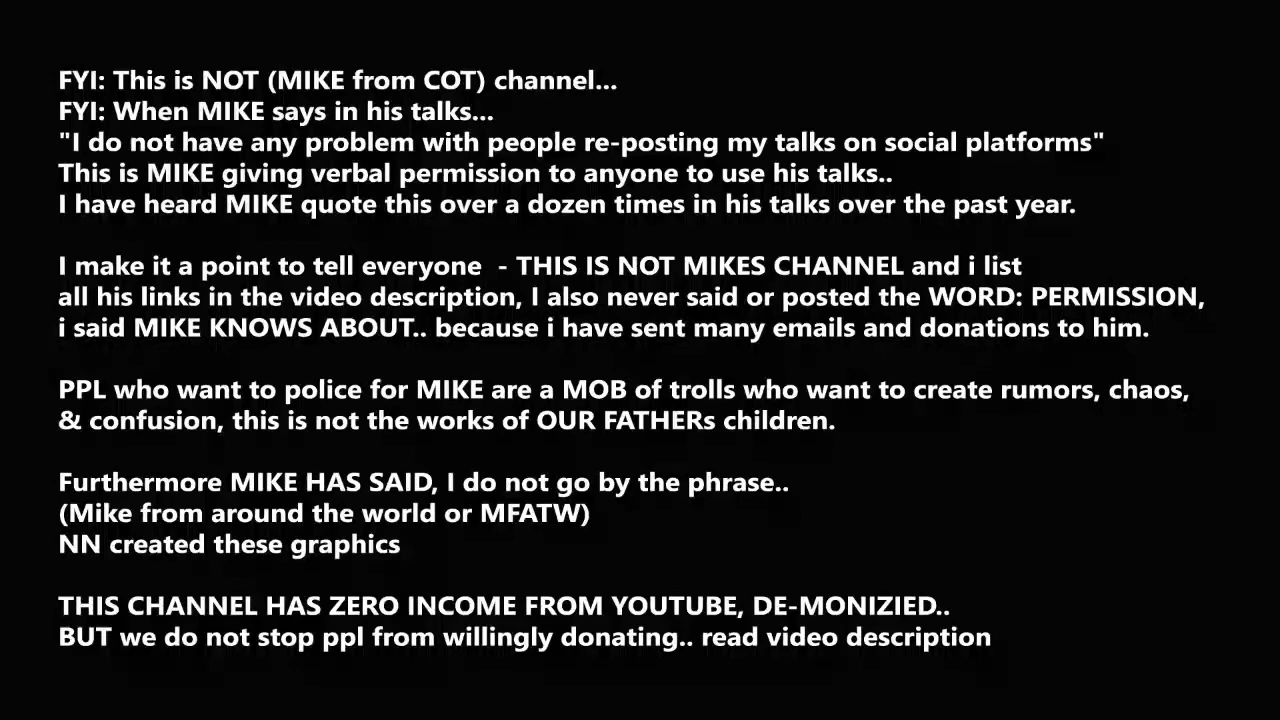 FYI: This is NOT (MIKE from COT) channel...
FYI: When MIKE says in his talks...
"I do not have any problem with people re-posting my talks on social platforms"
This is MIKE giving verbal permission to anyone to use his talks..
I have heard MIKE quote this over a dozen times in his talks over the past year.
I make it a point to tell everyone  - THIS IS NOT MIKES CHANNEL and i list
all his links in the video description, I also never said or posted the WORD: PERMISSION,
i said MIKE KNOWS ABOUT.. because i have sent many emails and donations to him.
PPL who want to police for MIKE are a MOB of trolls who want to create rumors, chaos,
& confusion, this is not the works of OUR FATHERs children.
Furthermore MIKE HAS SAID, I do not go by the phrase..
(Mike from around the world or MFATW)
NN created these graphics
THIS CHANNEL HAS ZERO INCOME FROM YOUTUBE, DE-MONIZIED..
BUT we do not stop ppl from willingly donating.. read video description